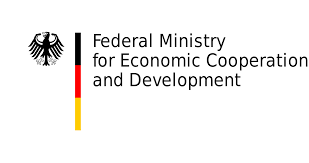 Federal Ministry
for Economic Cooperation
and Development